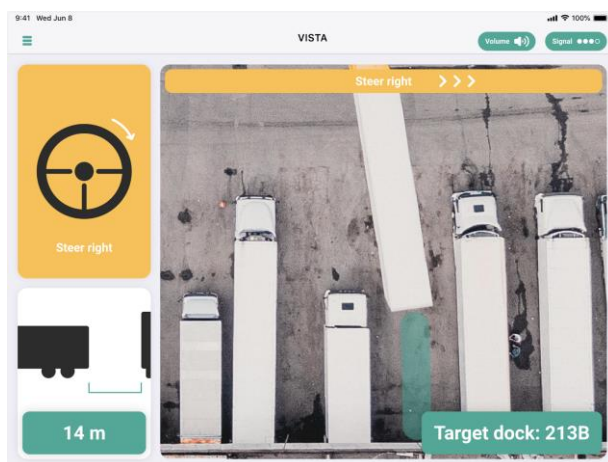 9:41 Wed Jun 8
100%
VISTA
Volume
Signal
Steer right
Steer right
14 m
Target dock: 213B